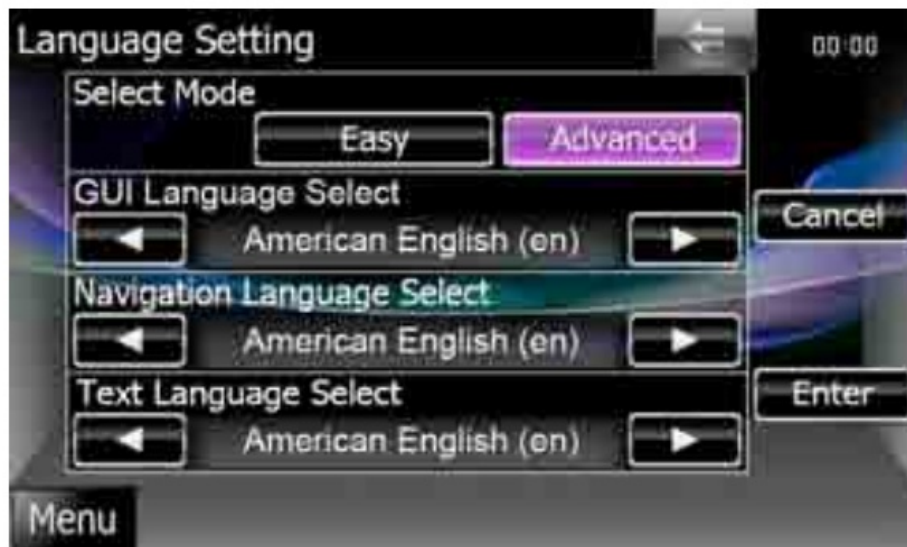 Language Setting
00:00
Select Mode
Easy
Advanced
GUI Language Select
American English (en)
Cancel
Navigation Language Select
American English (en)
Text Language Select
Enter
American English (en)
Menu